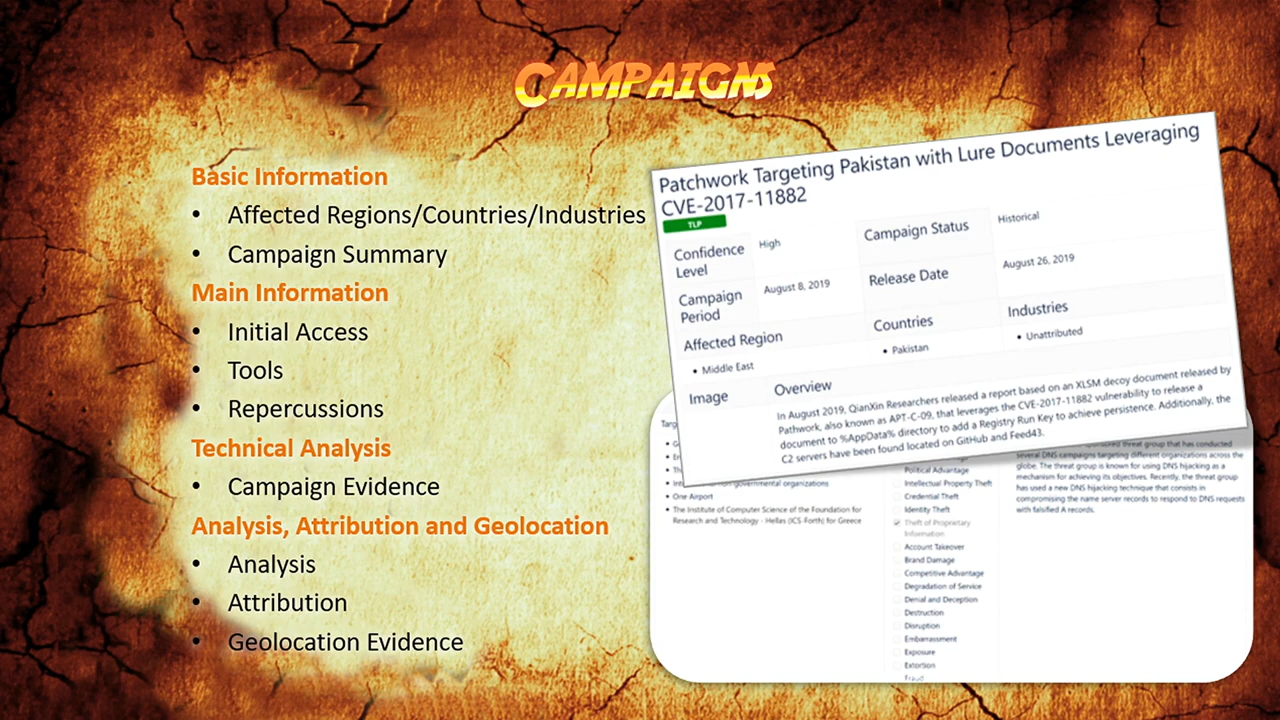 CAMPAIGNS
Basic Information
• Affected Regions/Countries/Industries
• Campaign Summary
Main Information
• Initial Access
• Tools
• Repercussions
Technical Analysis
• Campaign Evidence
Analysis, Attribution and Geolocation
• Analysis
• Attribution
• Geolocation Evidence
Patchwork Targeting Pakistan with Lure Documents Leveraging
CVE-2017-11882
TLP
Confidence
Level
High
Campaign Status
Historical
Campaign
Period
August 8, 2019
Release Date
August 26, 2019
Affected Region
• Middle East
Countries
• Pakistan
Industries
• Unattributed
Image
Overview
In August 2019, QianXin Researchers released a report based on an XLSM decoy document released by
Pathwork, also known as APT-C-09, that leverages the CVE-2017-11882 vulnerability to release a
document to %AppData% directory to add a Registry Run Key to achieve persistence. Additionally, the
C2 servers have been found located on GitHub and Feed43.
governmental organizations
• One Airport
• The Institute of Computer Science of the Foundation for
Research and Technology - Hellas (ICS-Forth) for Greece
Political Advantage
Intellectual Property Theft
Credential Theft
Identity Theft
Theft of Proprietary
Information
Account Takeover
Brand Damage
Competitive Advantage
Degradation of Service
Denial and Deception
Destruction
Disruption
Embarrassment
Exposure
Extortion
Fraud
threat group that has conducted
several DNS campaigns targeting different organizations across the
globe. The threat group is known for using DNS hijacking as a
mechanism for achieving its objectives. Recently, the threat group
has used a new DNS hijacking technique that consists in
compromising the name server records to respond to DNS requests
with falsified A records.